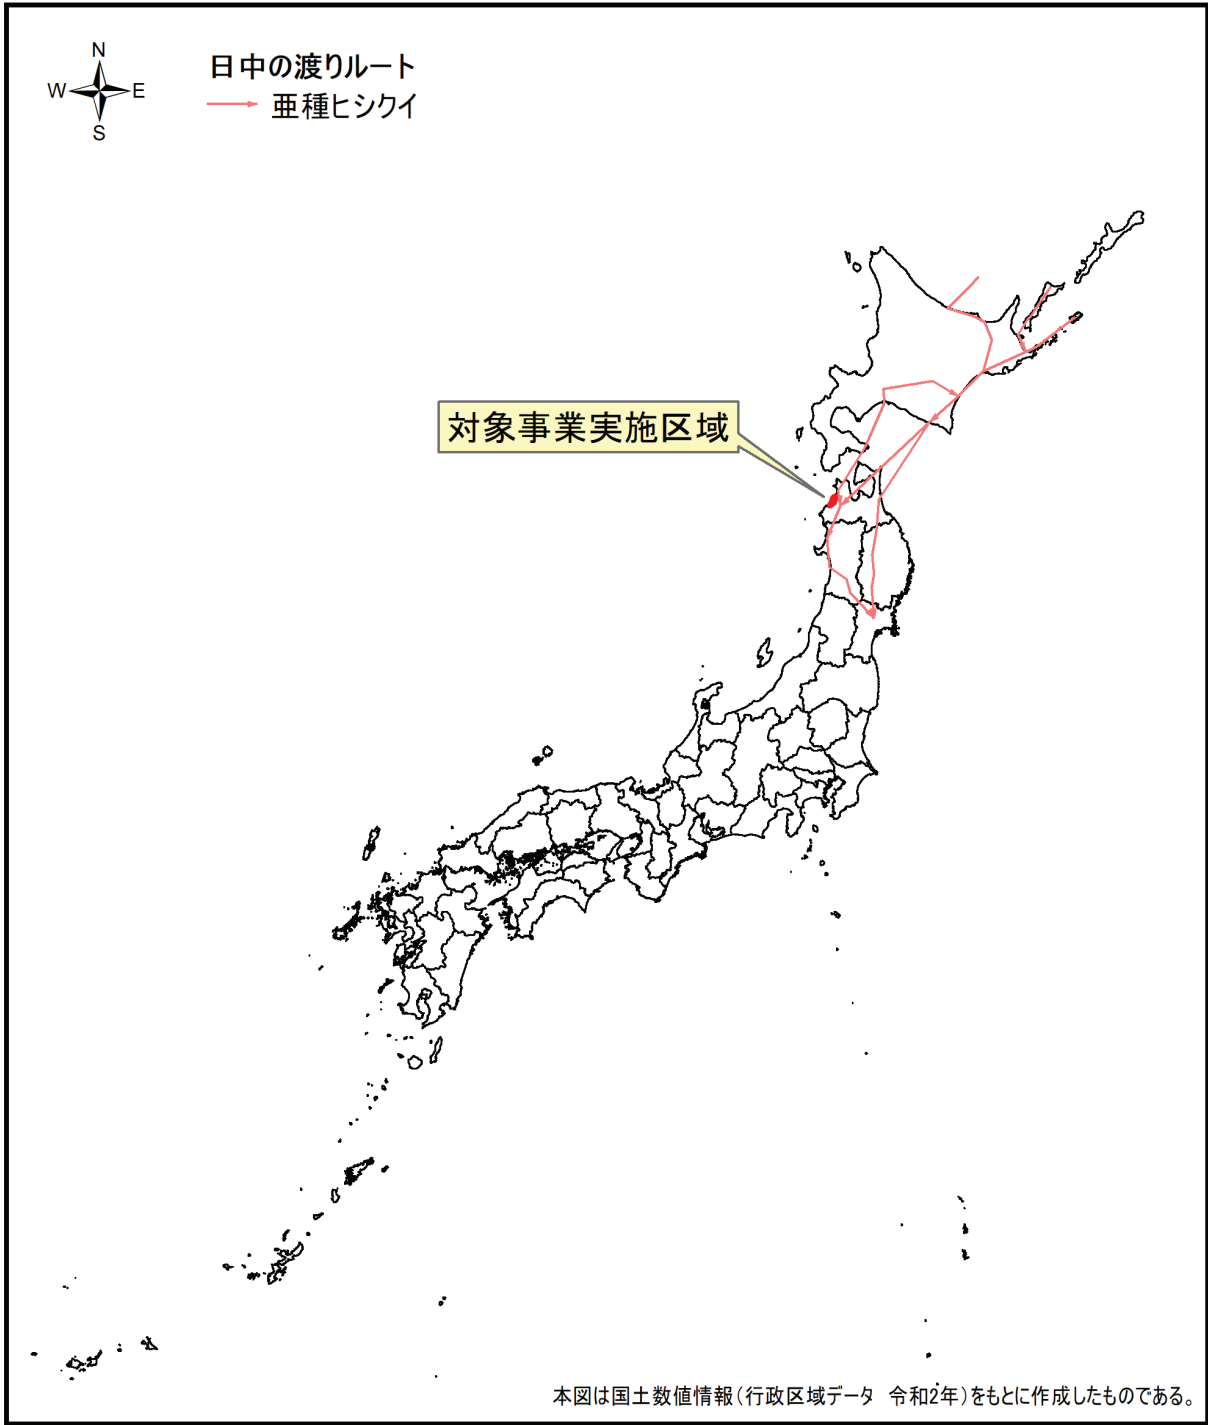 N
W E
S
日中の渡りルート
亜種ヒシクイ
対象事業実施区域
本図は国土数値情報(行政区域データ 令和2年)をもとに作成したものである。